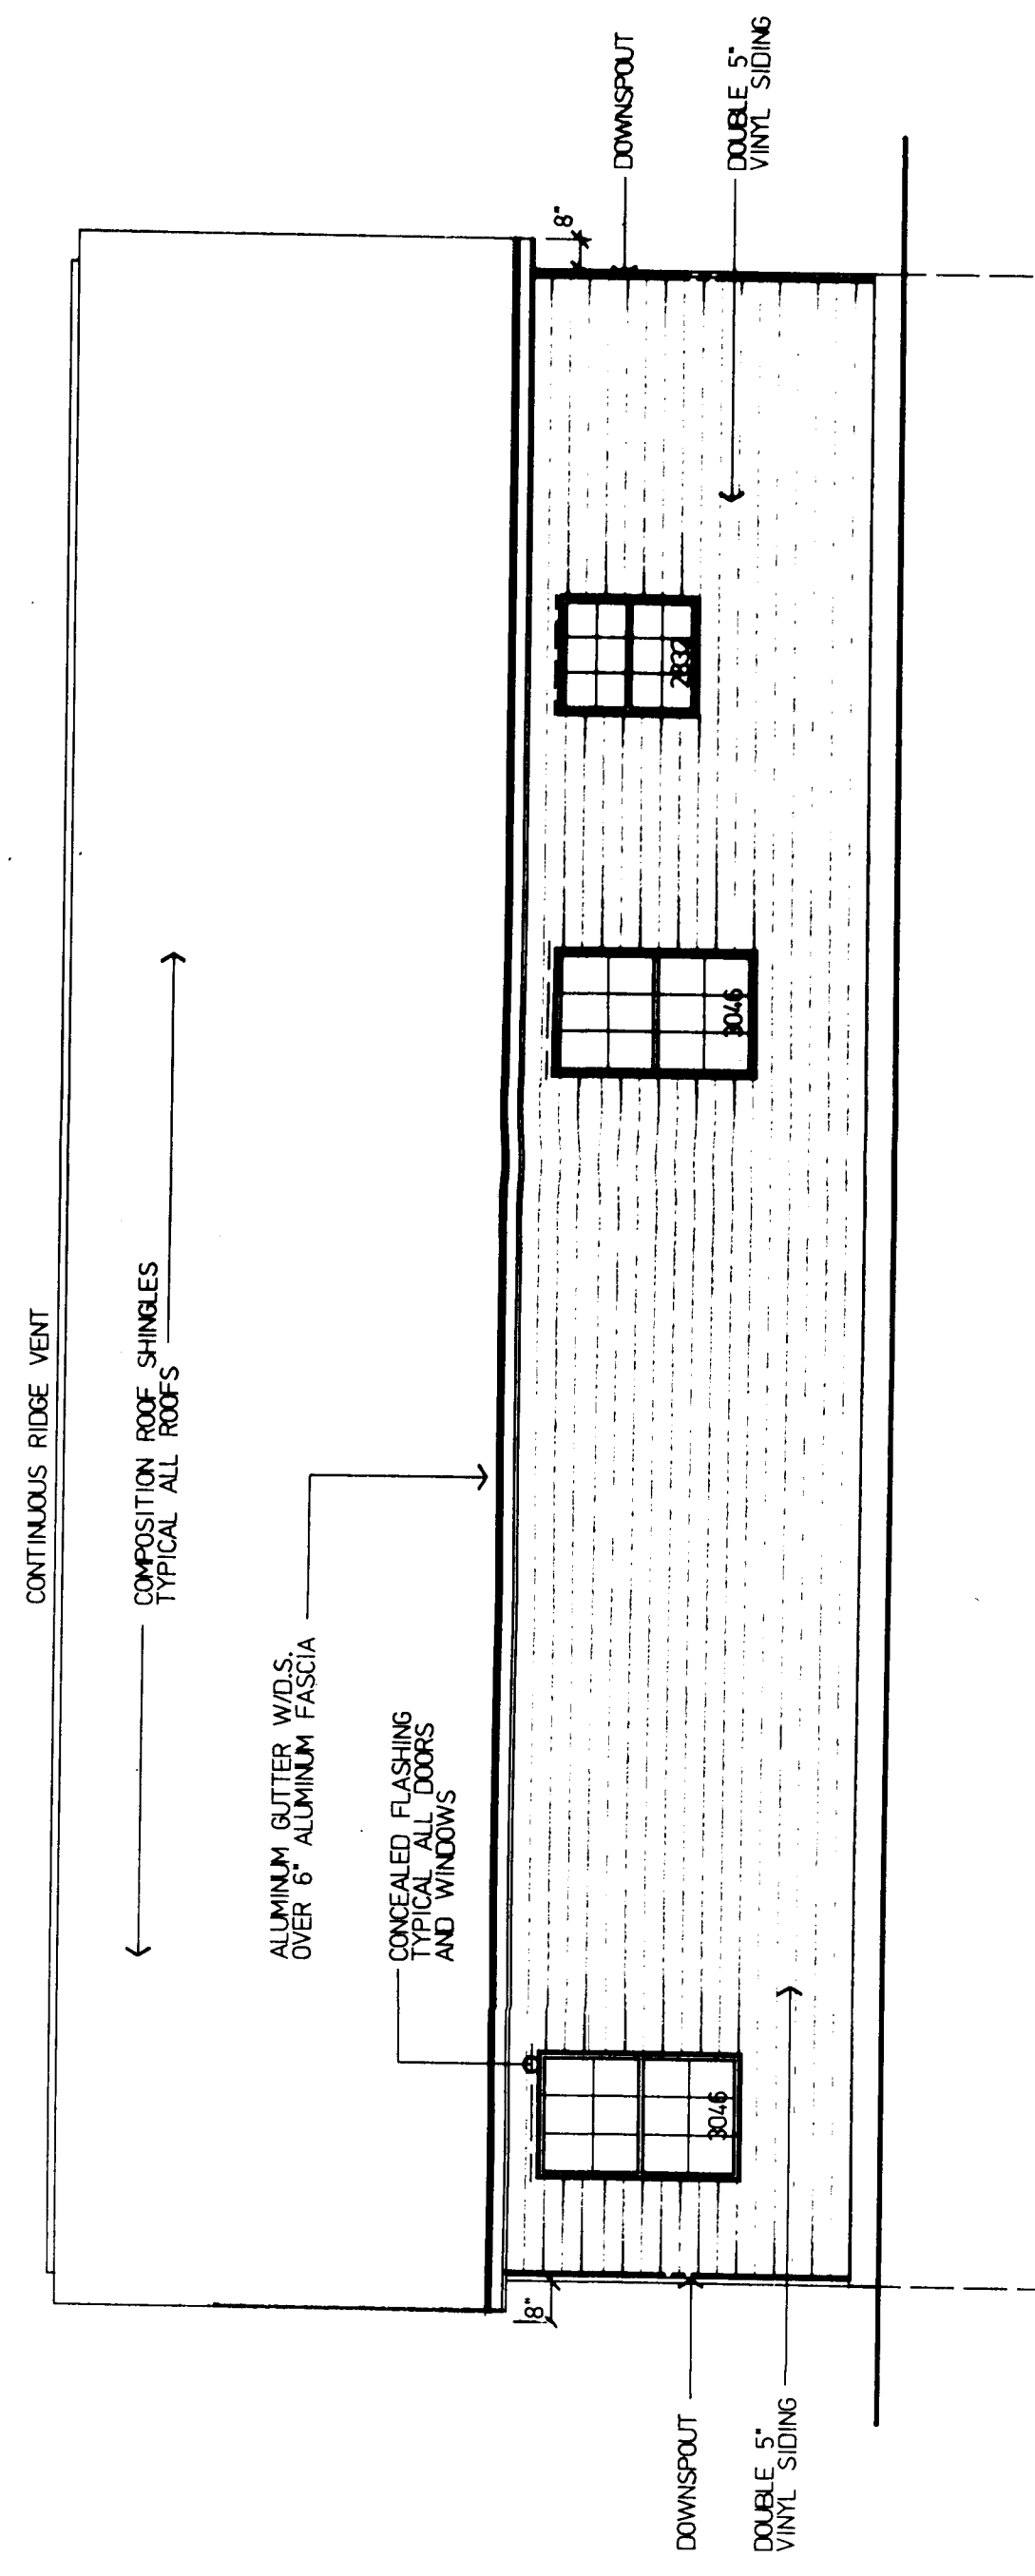 CONTINUOUS RIDGE VENT
COMPOSITION ROOF SHINGLES
TYPICAL ALL ROOFS
ALUMINUM GUTTER W/D.S.
OVER 6" ALUMINUM FASCIA
CONCEALED FLASHING
TYPICAL ALL DOORS
AND WINDOWS
8"
8"
3046
3046
2832
DOWNSPOUT
DOUBLE 5"
VINYL SIDING
DOWNSPOUT
DOUBLE 5"
VINYL SIDING